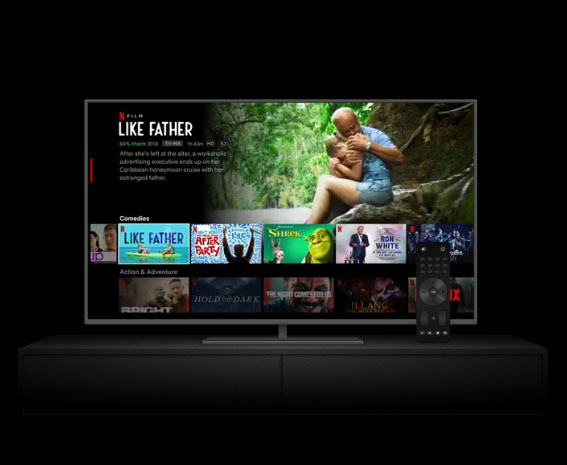 N FILM
LIKE FATHER
84% Match 2018 TV-MA 1h 43m HD 5.1
After she's left at the altar, a workaholic
advertising executive ends up on her
Caribbean honeymoon cruise with her
estranged father.
Comedies
LIKE FATHER
THE AFTER PARTY
SHREK
RON WHITE
Action & Adventure
BRIGHT
HOLD THE DARK
THE NIGHT COMES FOR US
ILLANG